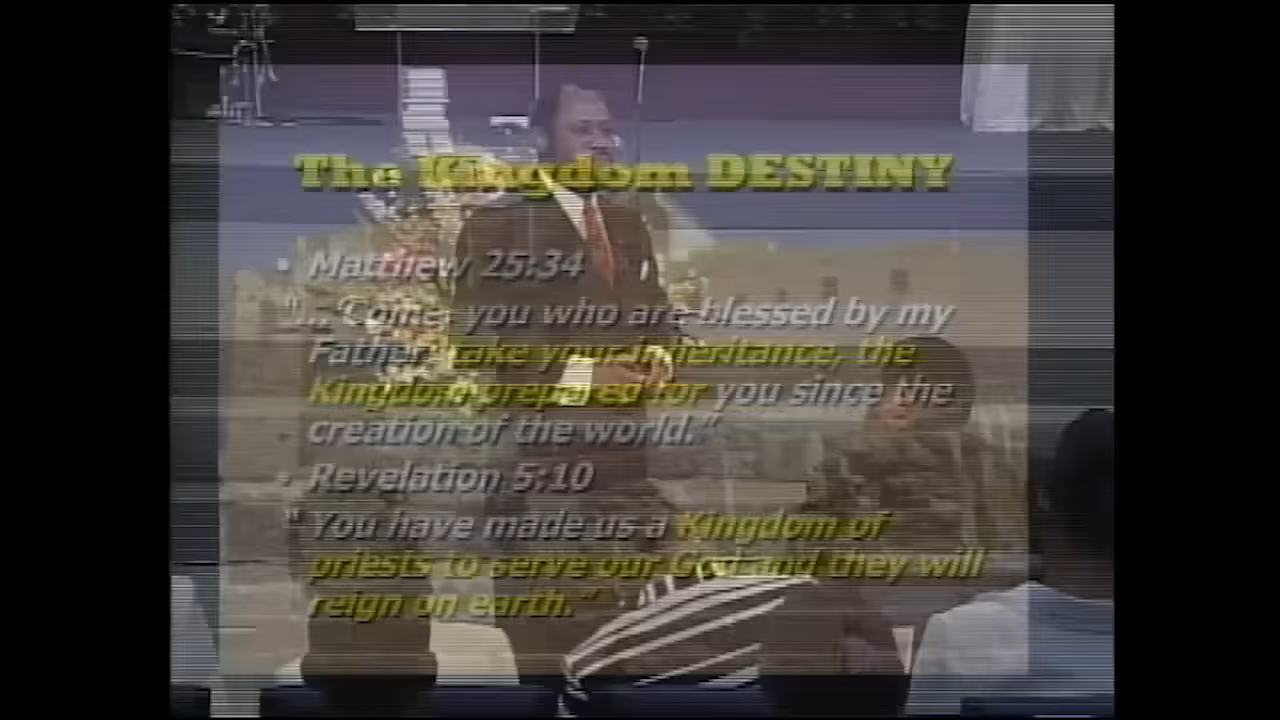 The Kingdom DESTINY
• Matthew 25:34
"... 'Come, you who are blessed by my
Father; take your inheritance, the
Kingdom prepared for you since the
creation of the world."
• Revelation 5:10
" You have made us a Kingdom of
priests to serve our God and they will
reign on earth."